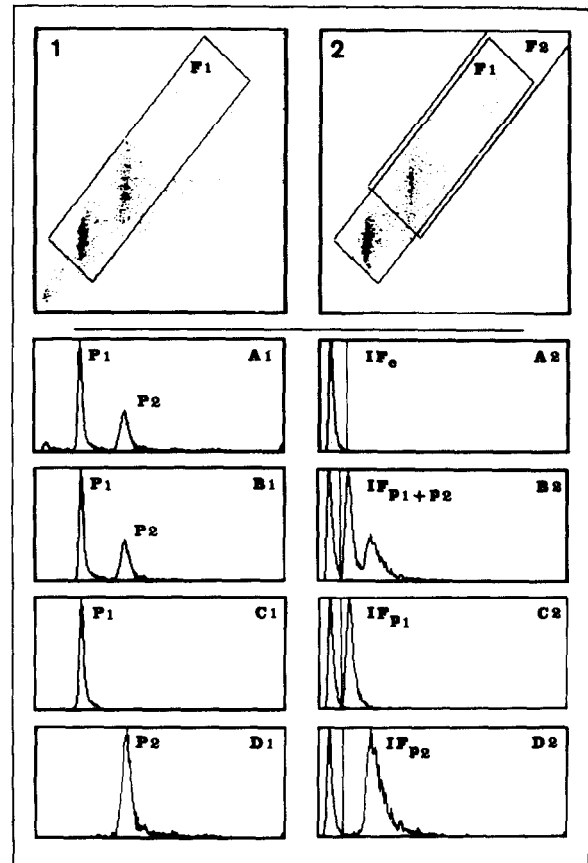 1 F1
2 F1 F2
P1 P2 A1
IFc A2
P1 P2 B1
IFp1+p2 B2
P1 C1
IFp1 C2
P2 D1
IFp2 D2